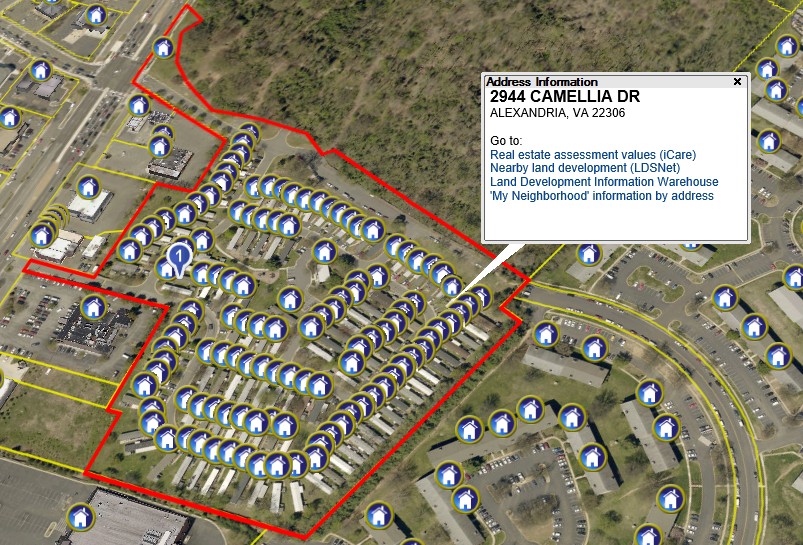 Address Information
2944 CAMELLIA DR
ALEXANDRIA, VA 22306
Go to:
Real estate assessment values (iCare)
Nearby land development (LDSNet)
Land Development Information Warehouse
'My Neighborhood' information by address
1